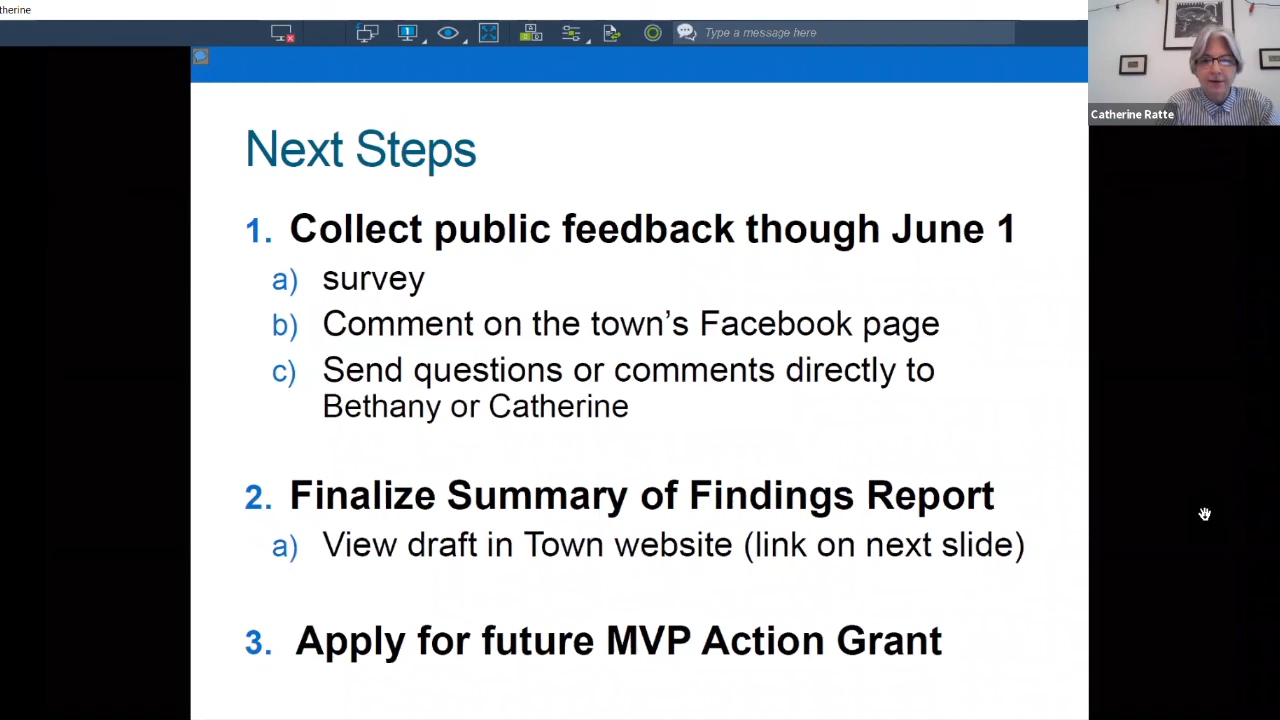 therine
Type a message here
Catherine Ratte
Next Steps
1. Collect public feedback though June 1
a) survey
b) Comment on the town’s Facebook page
c) Send questions or comments directly to
Bethany or Catherine
2. Finalize Summary of Findings Report
a) View draft in Town website (link on next slide)
3. Apply for future MVP Action Grant